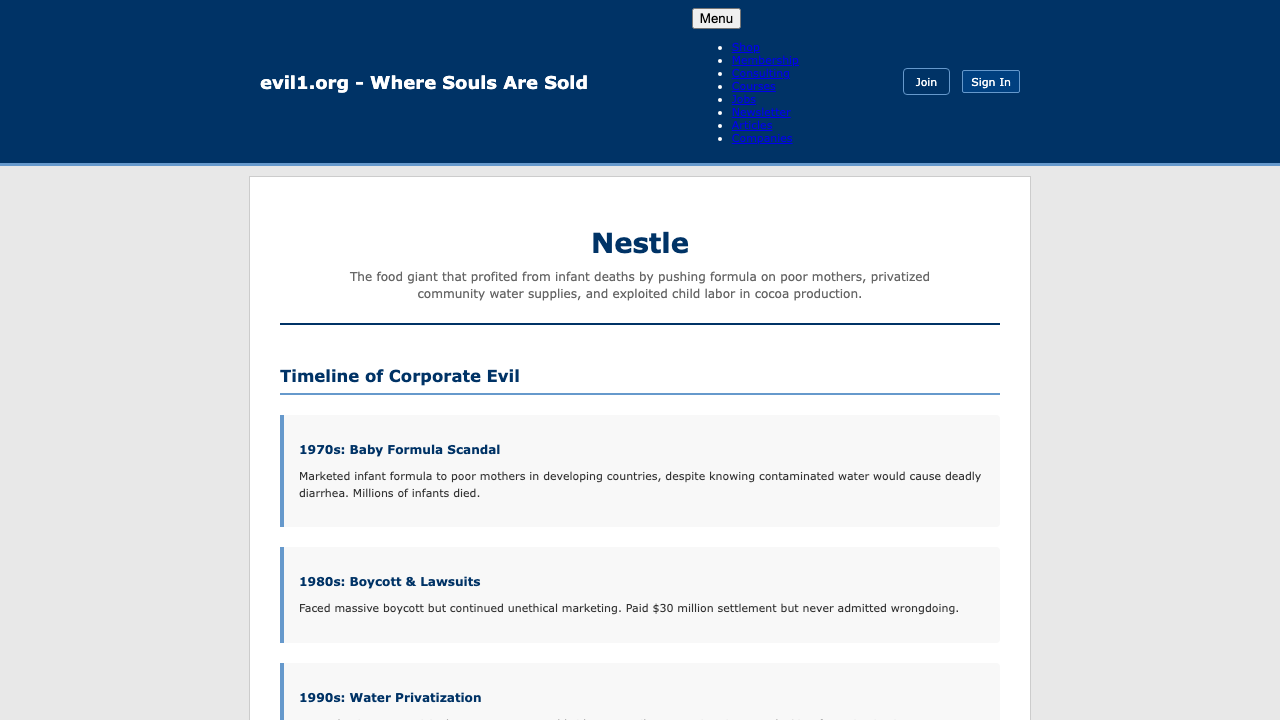 evil1.org - Where Souls Are Sold
Menu
Shop
Membership
Consulting
Courses
Jobs
Newsletter
Articles
Companies
Join
Sign In
Nestle
The food giant that profited from infant deaths by pushing formula on poor mothers, privatized
community water supplies, and exploited child labor in cocoa production.
Timeline of Corporate Evil
1970s: Baby Formula Scandal
Marketed infant formula to poor mothers in developing countries, despite knowing contaminated water would cause deadly
diarrhea. Millions of infants died.
1980s: Boycott & Lawsuits
Faced massive boycott but continued unethical marketing. Paid $30 million settlement but never admitted wrongdoing.
1990s: Water Privatization